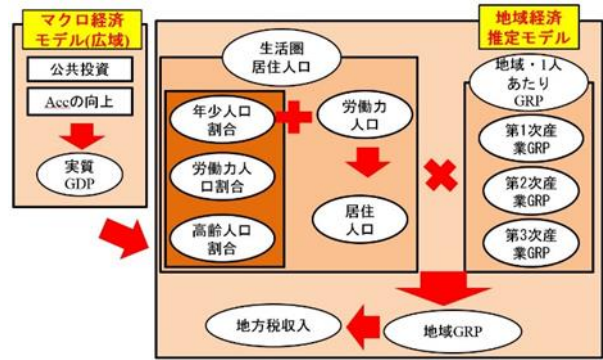 マクロ経済
モデル(広域)
公共投資
Accの向上
実質
GDP
生活圏
居住人口
年少人口
割合
労働力人
口割合
高齢人口
割合
労働力
人口
居住
人口
地域経済
推定モデル
地域・1人
あたり
GRP
第1次産
業GRP
第2次産
業GRP
第3次産
業GRP
地方税収入
地域GRP